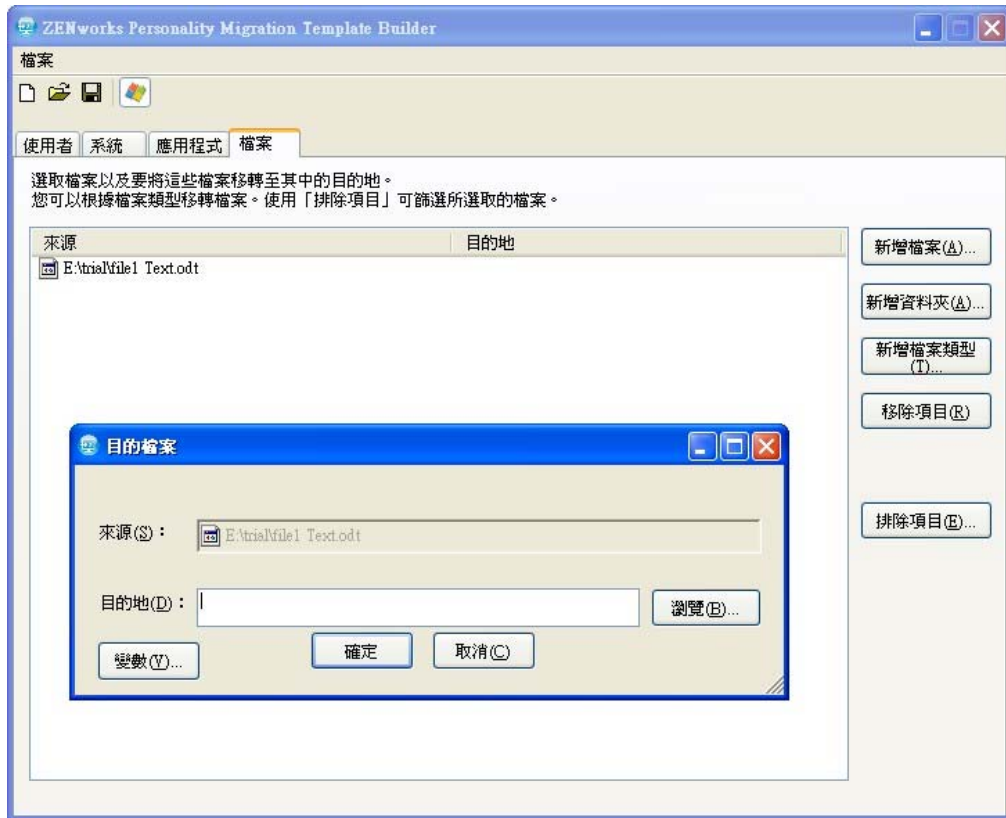 ZENworks Personality Migration Template Builder
檔案
使用者 系統 應用程式 檔案
選取檔案以及要將這些檔案移轉至其中的目的地。
您可以根據檔案類型移轉檔案。使用「排除項目」可篩選所選取的檔案。
來源 目的地
E:\trial\file1 Text.odt
新增檔案(A)...
新增資料夾(A)...
新增檔案類型
(T)...
移除項目(R)
排除項目(E)...
目的檔案
來源(S)： E:\trial\file1 Text.odt
目的地(D)： 瀏覽(B)...
變數(V)... 確定 取消(C)